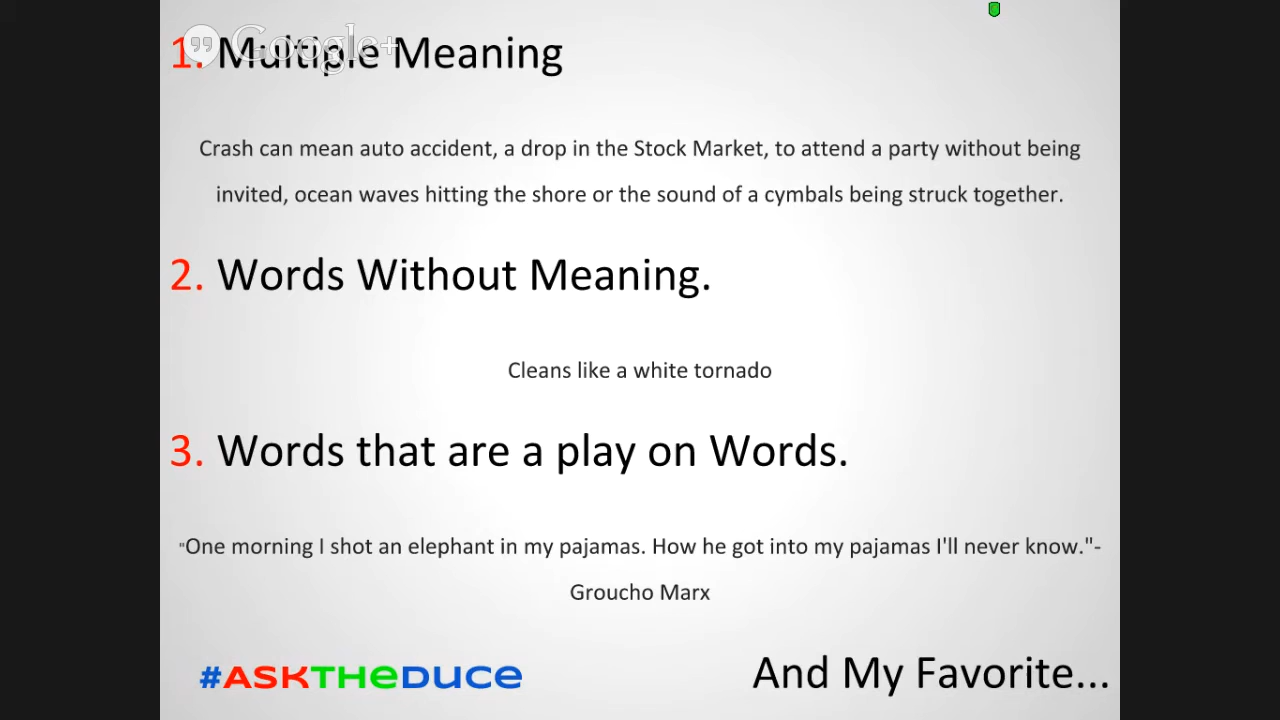 Google+
1. Multiple Meaning
Crash can mean auto accident, a drop in the Stock Market, to attend a party without being
invited, ocean waves hitting the shore or the sound of a cymbals being struck together.
2. Words Without Meaning.
Cleans like a white tornado
3. Words that are a play on Words.
"One morning I shot an elephant in my pajamas. How he got into my pajamas I'll never know."-
Groucho Marx
#ASKTHeDUCe
And My Favorite...